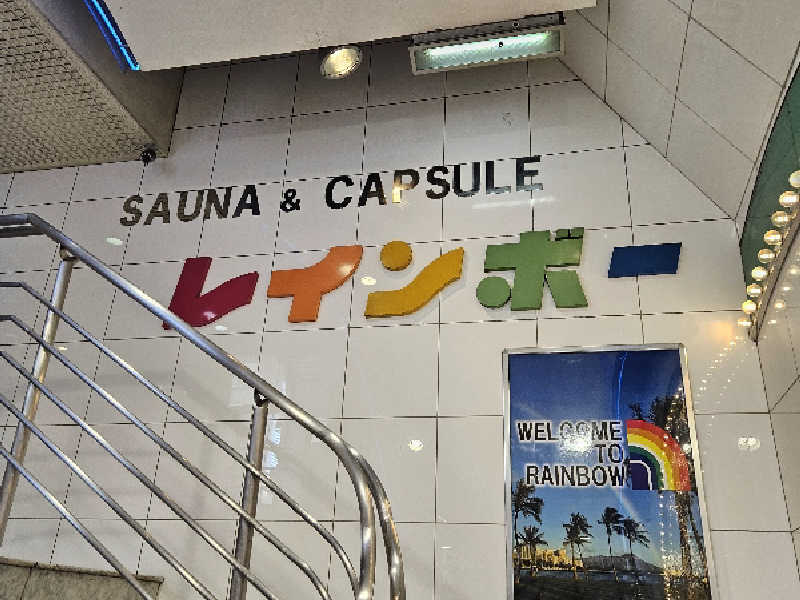 SAUNA & CAPSULE
レインボー
WELCOME
TO
RAINBOW